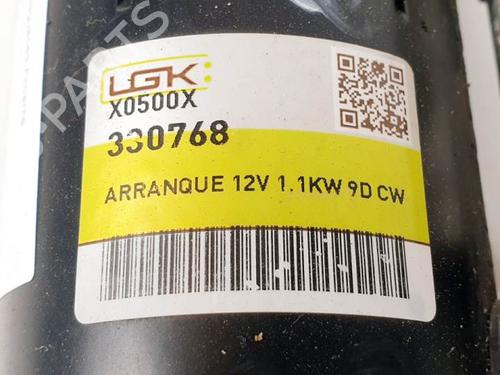 LGK
X0500X
330768
ARRANQUE 12V 1.1KW 9D CW